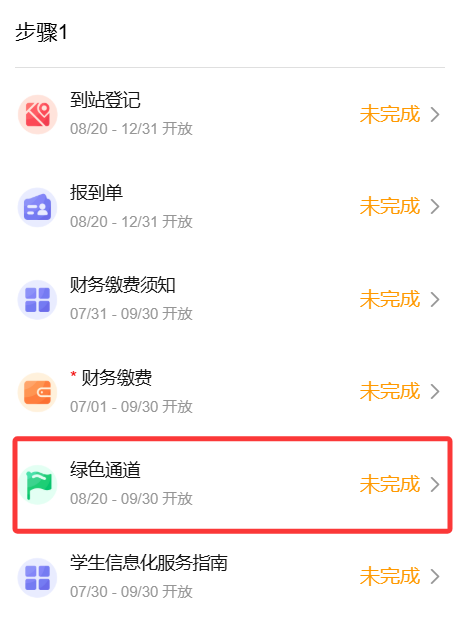 步骤1
到站登记
未完成
08/20 - 12/31 开放
报到单
未完成
08/20 - 12/31 开放
财务缴费须知
未完成
07/31 - 09/30 开放
* 财务缴费
未完成
07/01 - 09/30 开放
绿色通道
未完成
08/20 - 09/30 开放
学生信息化服务指南
未完成
07/30 - 09/30 开放